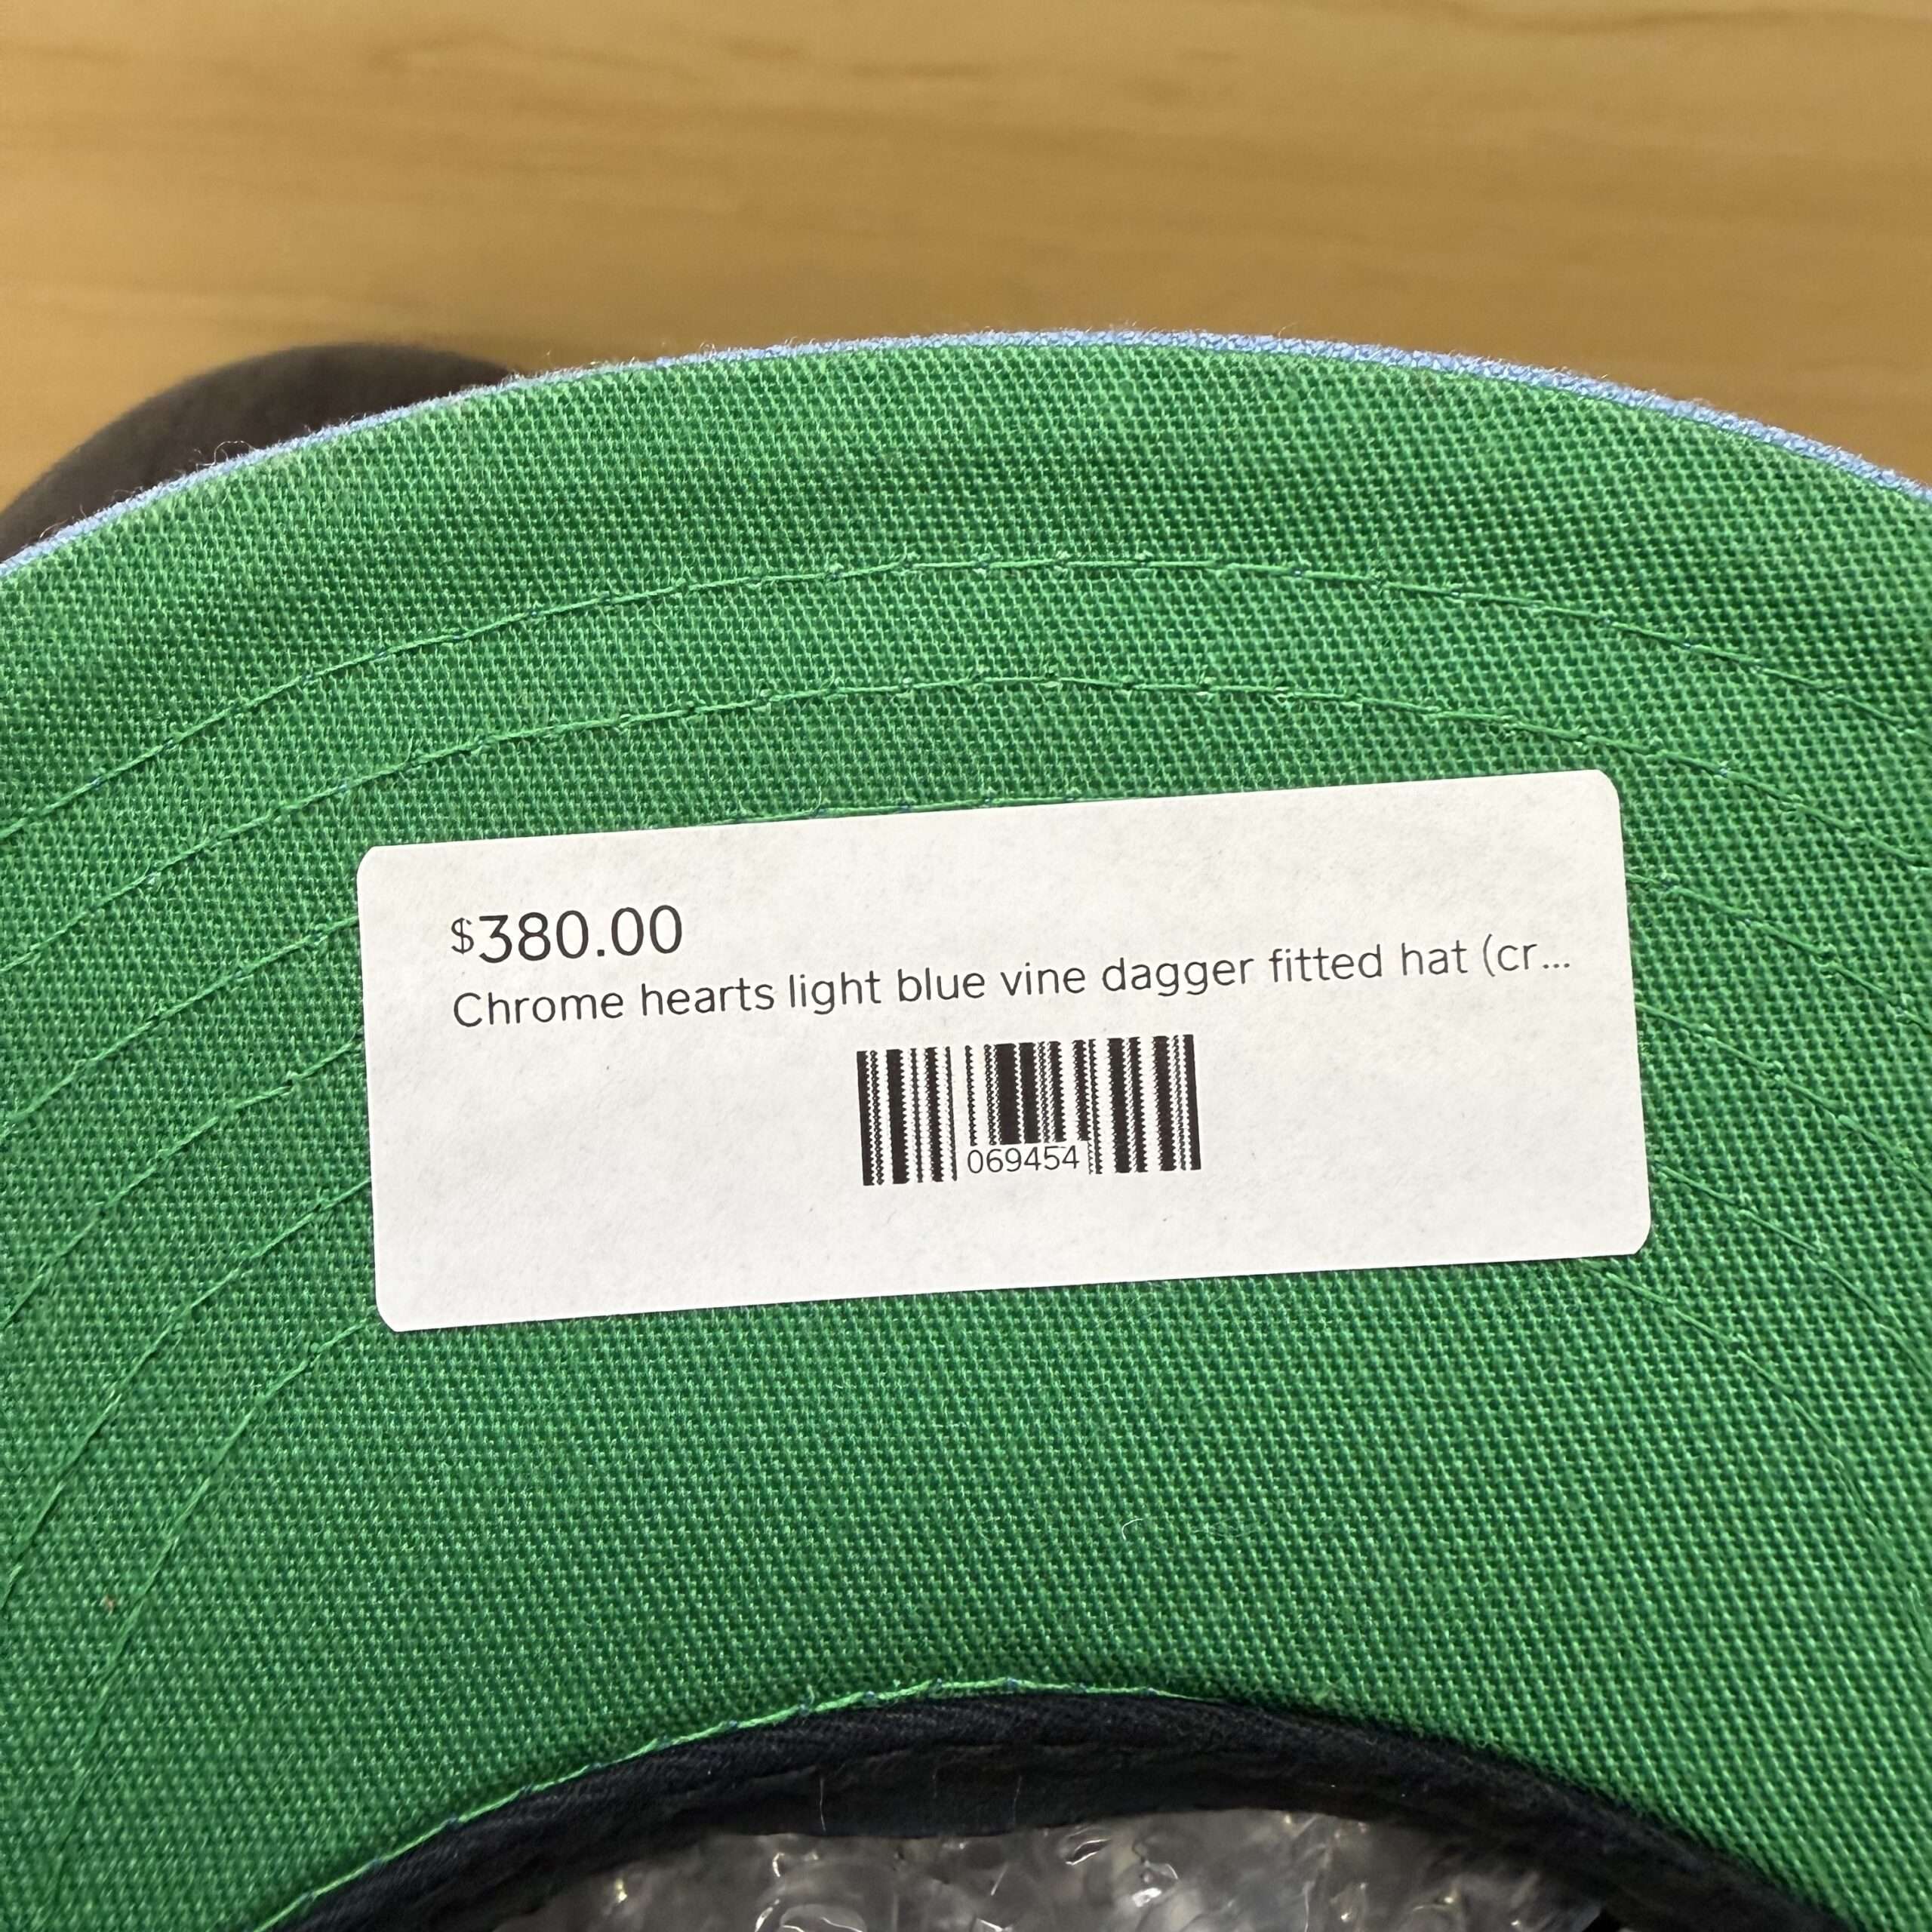 $380.00
Chrome hearts light blue vine dagger fitted hat (cr...
069454